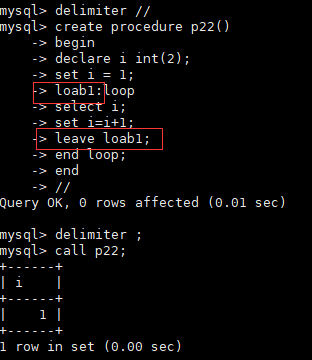 mysql> delimiter //
mysql> create procedure p22()
    -> begin
    -> declare i int(2);
    -> set i = 1;
    -> loab1:loop
    -> select i;
    -> set i=i+1;
    -> leave loab1;
    -> end loop;
    -> end
    -> //
Query OK, 0 rows affected (0.01 sec)
mysql> delimiter ;
mysql> call p22;
+------+
| i    |
+------+
|    1 |
+------+
1 row in set (0.00 sec)